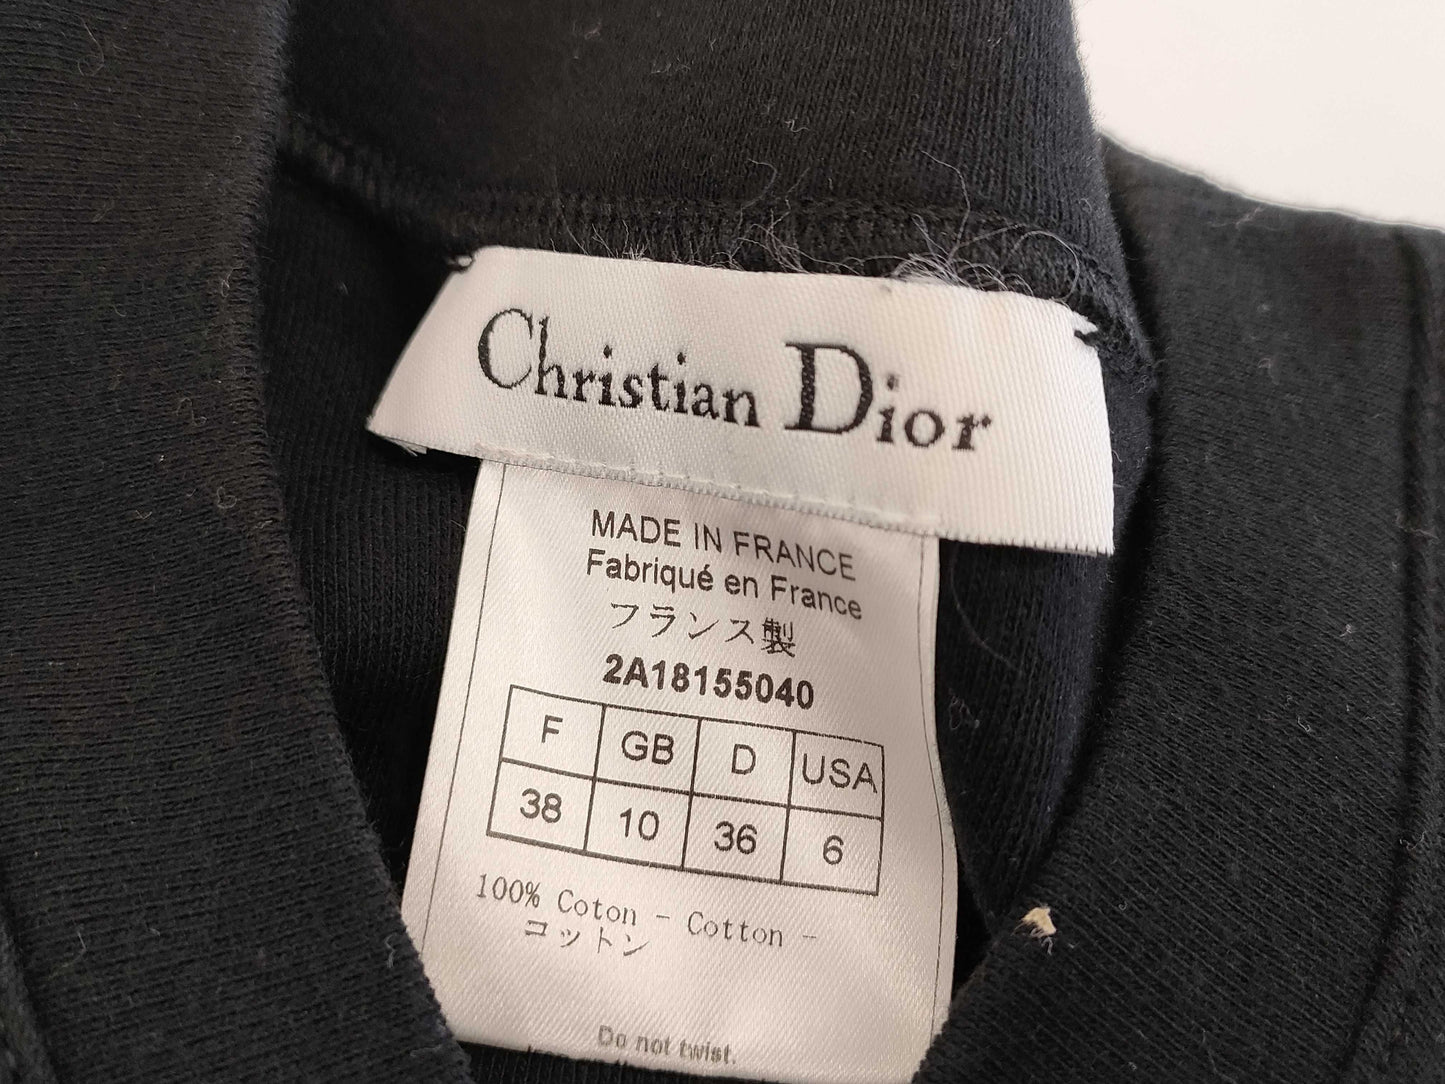 Christian Dior
MADE IN FRANCE
Fabriqué en France
フランス製
2A18155040
F GB D USA
38 10 36 6
100% Coton - Cotton -
コットン
Do not twist.